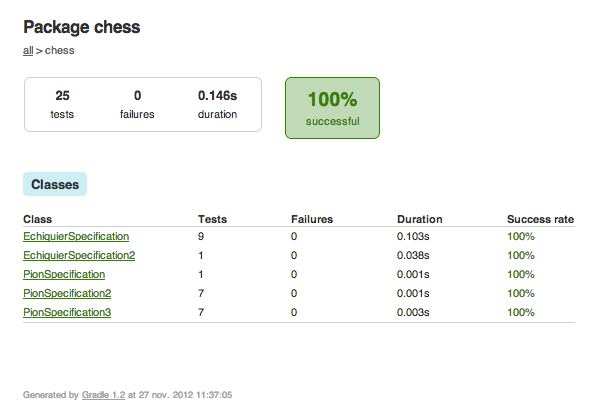 Package chess
all > chess
25 0 0.146s 100%
tests failures duration successful
Classes
Class Tests Failures Duration Success rate
EchiquierSpecification 9 0 0.103s 100%
EchiquierSpecification2 1 0 0.038s 100%
PionSpecification 1 0 0.001s 100%
PionSpecification2 7 0 0.001s 100%
PionSpecification3 7 0 0.003s 100%
Generated by Gradle 1.2 at 27 nov. 2012 11:37:05